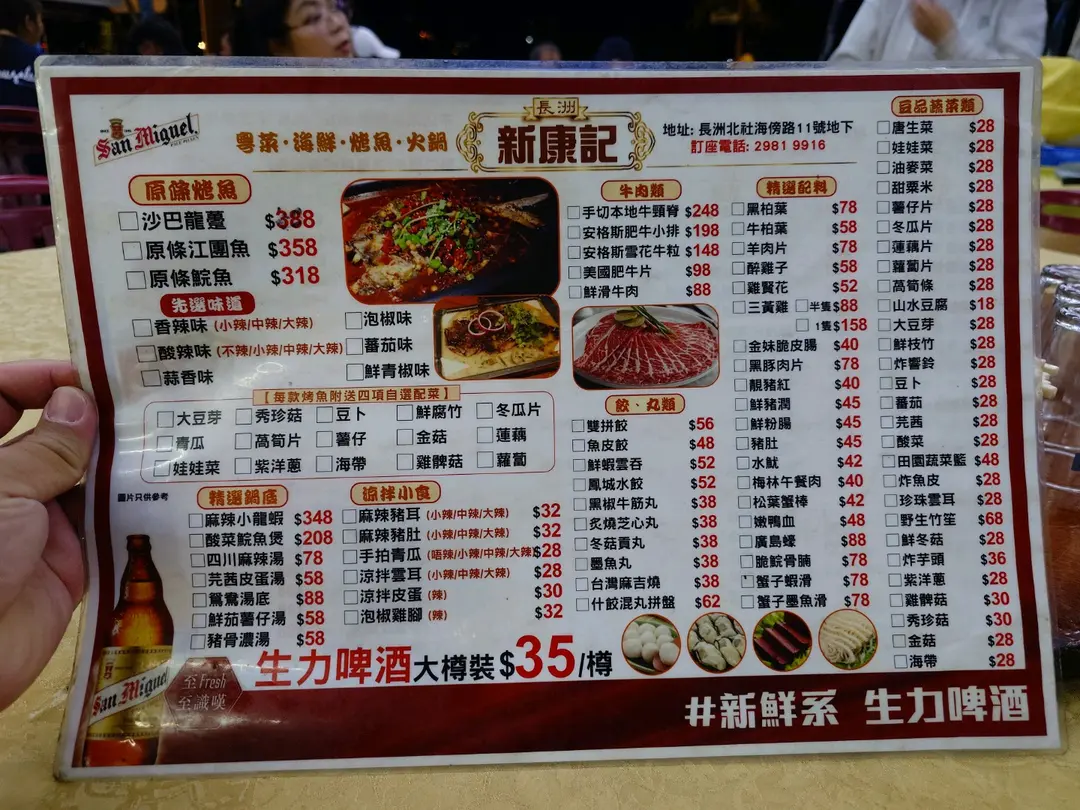 San Miguel
粵菜·海鮮·烤魚·火鍋
長洲
新康記
地址: 長洲北社海傍路11號地下
訂座電話: 2981 9916
原條烤魚
沙巴龍躉 $388
原條江團魚 $358
原條鯇魚 $318
先選味道
香辣味 (小辣/中辣/大辣)
酸辣味 (不辣/小辣/中辣/大辣)
蒜香味
泡椒味
蕃茄味
鮮青椒味
【每款烤魚附送四項自選配菜】
大豆芽 秀珍菇 豆卜 鮮腐竹 冬瓜片
青瓜 萵筍片 薯仔 金菇 蓮藕
娃娃菜 紫洋蔥 海帶 雞髀菇 蘿蔔
圖片只供參考
精選鍋底
麻辣小龍蝦 $348
酸菜鯇魚煲 $208
四川麻辣湯 $78
芫茜皮蛋湯 $58
鴛鴦湯底 $88
鮮茄薯仔湯 $58
豬骨濃湯 $58
涼拌小食
麻辣豬耳 (小辣/中辣/大辣) $32
麻辣豬肚 (小辣/中辣/大辣) $32
手拍青瓜 (唔辣/小辣/中辣/大辣) $28
涼拌雲耳 (小辣/中辣/大辣) $28
涼拌皮蛋 (辣) $30
泡椒雞腳 (辣) $32
牛肉類
手切本地牛頸脊 $248
安格斯肥牛小排 $198
安格斯雪花牛粒 $148
美國肥牛片 $98
鮮滑牛肉 $88
餃、丸類
雙拼餃 $56
魚皮餃 $48
鮮蝦雲吞 $52
鳳城水餃 $52
黑椒牛筋丸 $38
炙燒芝心丸 $38
冬菇貢丸 $38
墨魚丸 $38
台灣麻吉燒 $38
什餃混丸拼盤 $62
精選配料
黑柏葉 $78
牛柏葉 $58
羊肉片 $78
醉雞子 $58
雞賢花 $52
三黃雞 半隻$88
1隻$158
金妹脆皮腸 $40
黑豚肉片 $78
靚豬紅 $40
鮮豬潤 $45
鮮粉腸 $45
豬肚 $45
水魷 $42
梅林午餐肉 $40
松葉蟹棒 $42
嫩鴨血 $48
廣島蠔 $88
脆鯇骨腩 $78
蟹子蝦滑 $78
蟹子墨魚滑 $78
豆品蔬菜類
唐生菜 $28
娃娃菜 $28
油麥菜 $28
甜粟米 $28
薯仔片 $28
冬瓜片 $28
蓮藕片 $28
蘿蔔片 $28
萵筍條 $28
山水豆腐 $18
大豆芽 $28
鮮枝竹 $28
炸響鈴 $28
豆卜 $28
蕃茄 $28
芫茜 $28
酸菜 $28
田園蔬菜籃 $48
炸魚皮 $28
珍珠雲耳 $28
野生竹笙 $68
鮮冬菇 $28
炸芋頭 $36
紫洋蔥 $28
雞髀菇 $30
秀珍菇 $30
金菇 $28
海帶 $28
San Miguel
至Fresh
至識嘆
生力啤酒大樽裝$35/樽
#新鮮系 生力啤酒